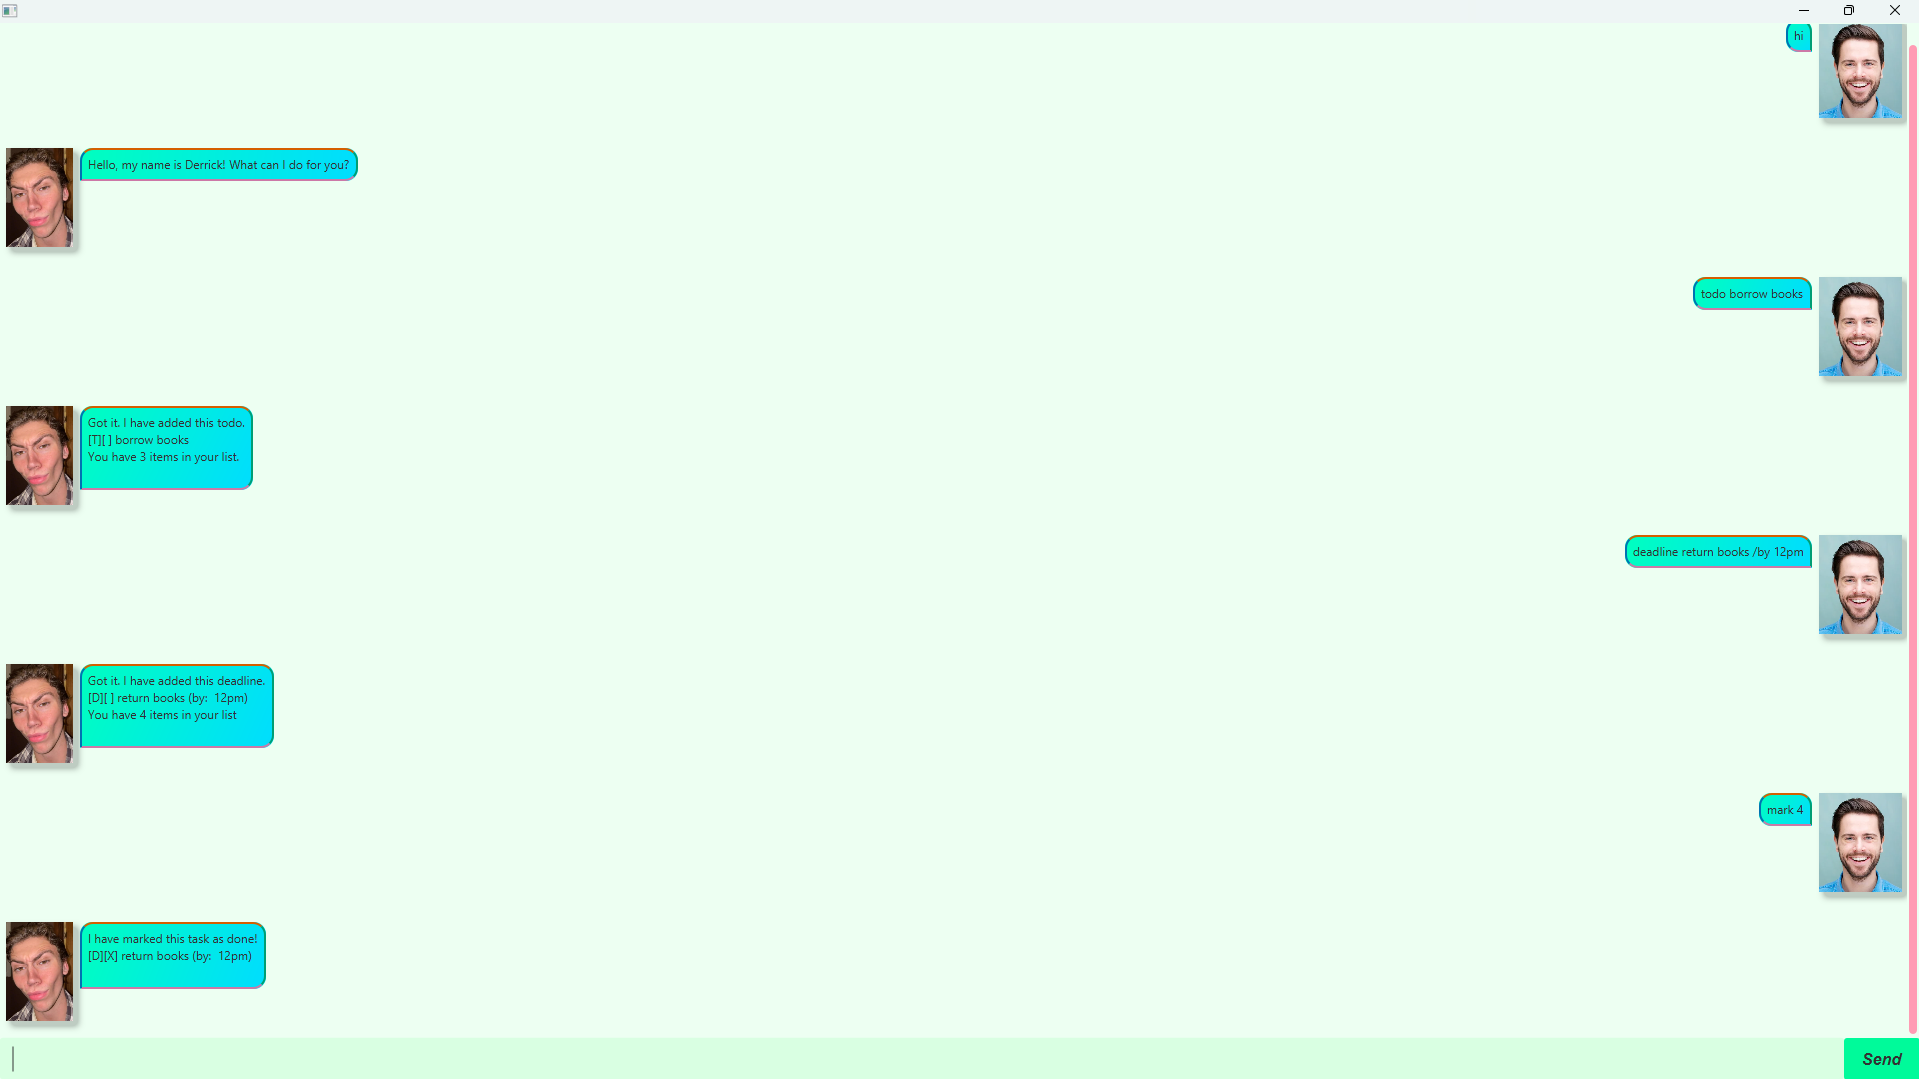 hi
Hello, my name is Derrick! What can I do for you?
todo borrow books
Got it. I have added this todo.
[T][ ] borrow books
You have 3 items in your list.
deadline return books /by 12pm
Got it. I have added this deadline.
[D][ ] return books (by:  12pm)
You have 4 items in your list
mark 4
I have marked this task as done!
[D][X] return books (by:  12pm)
Send